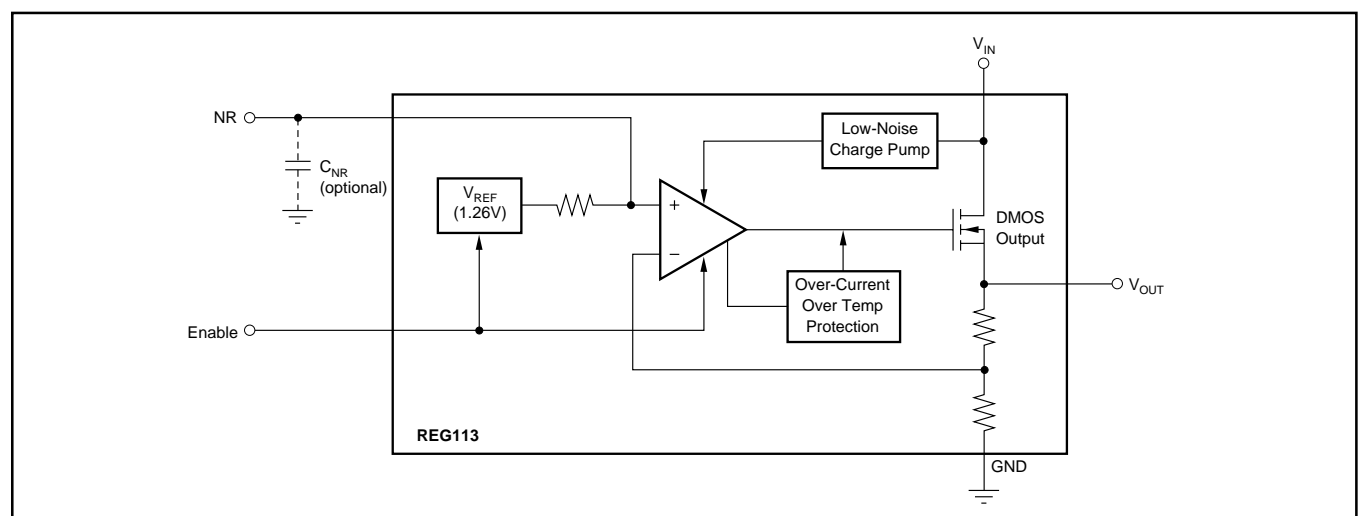 V_IN
NR
Low-Noise
Charge Pump
C_NR
(optional)
V_REF
(1.26V)
+
–
DMOS
Output
Over-Current
Over Temp
Protection
V_OUT
Enable
REG113
GND